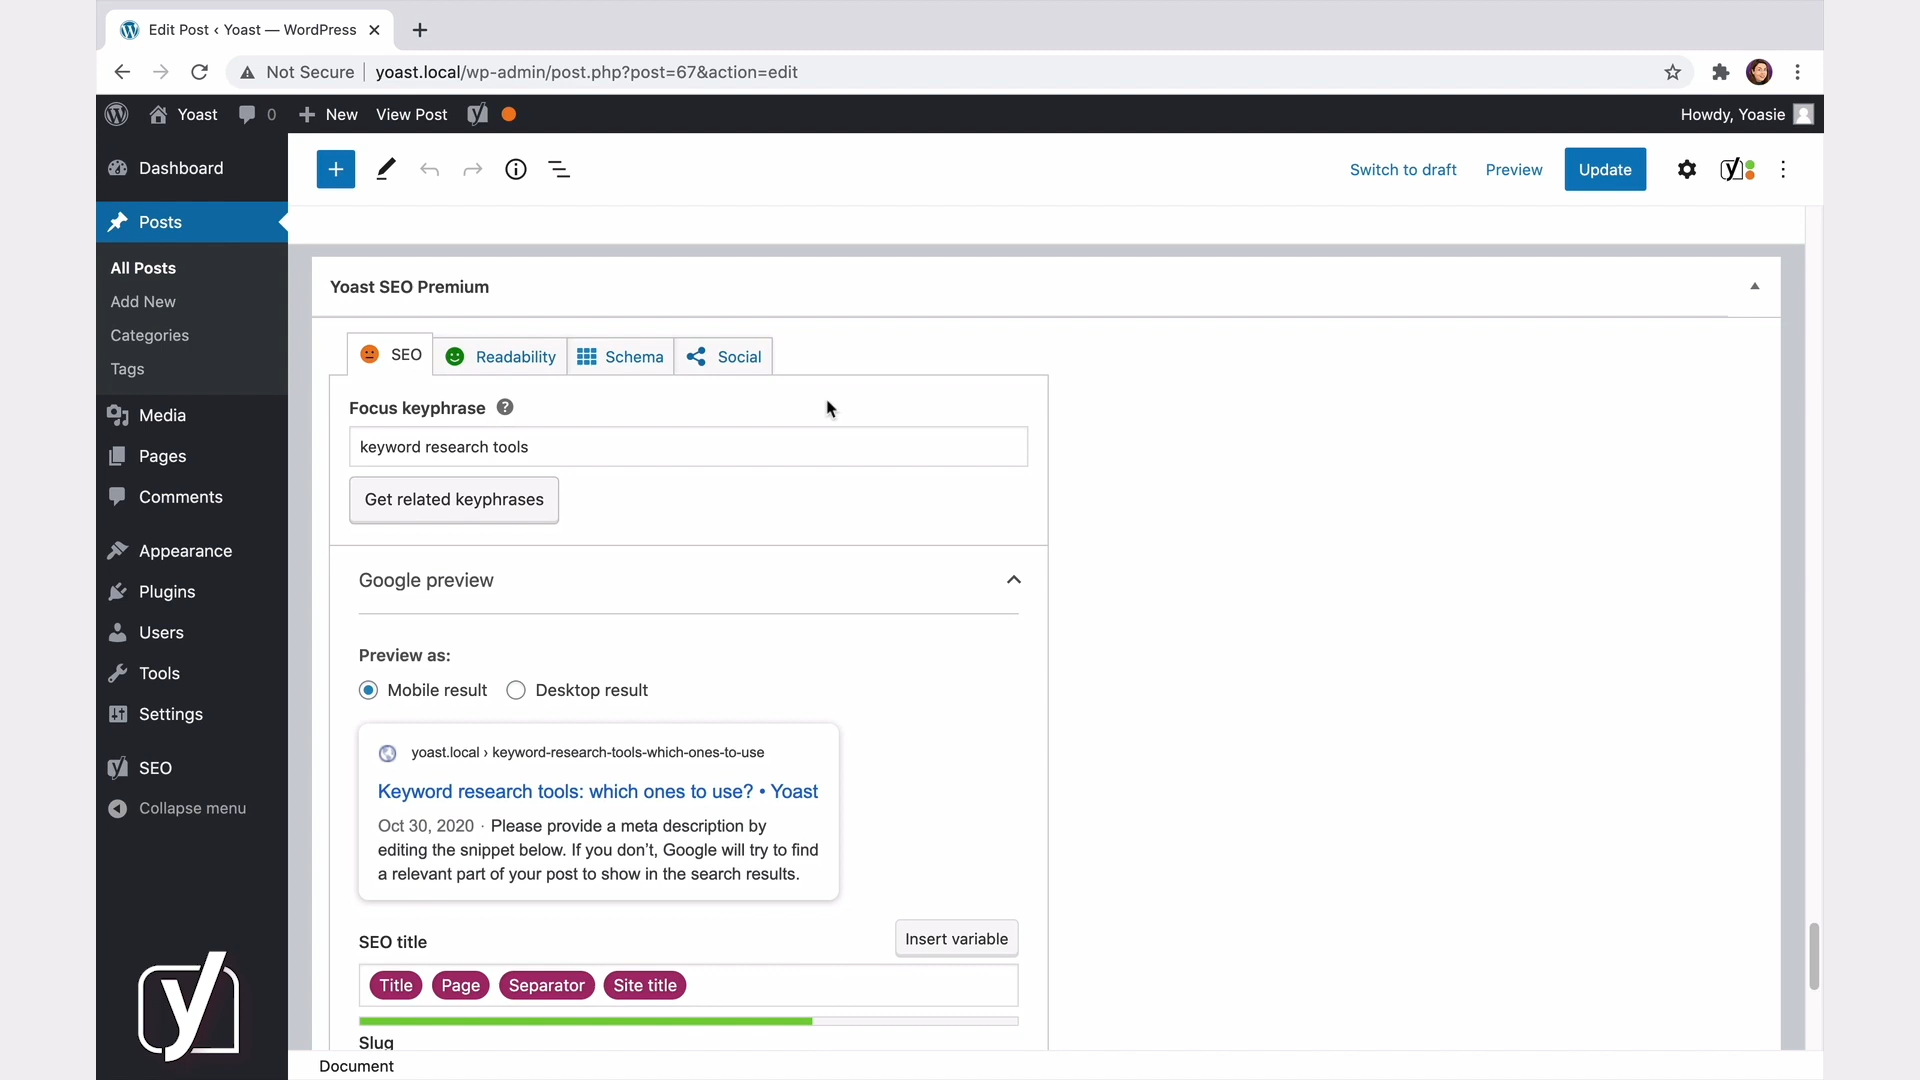 Edit Post ‹ Yoast — WordPress
Not Secure yoast.local/wp-admin/post.php?post=67&action=edit
Yoast 0 New View Post Howdy, Yoasie
Dashboard
Posts
All Posts
Add New
Categories
Tags
Media
Pages
Comments
Appearance
Plugins
Users
Tools
Settings
SEO
Collapse menu
Switch to draft Preview Update
Yoast SEO Premium
SEO Readability Schema Social
Focus keyphrase ?
keyword research tools
Get related keyphrases
Google preview
Preview as:
Mobile result Desktop result
yoast.local › keyword-research-tools-which-ones-to-use
Keyword research tools: which ones to use? • Yoast
Oct 30, 2020 · Please provide a meta description by
editing the snippet below. If you don't, Google will try to find
a relevant part of your post to show in the search results.
SEO title Insert variable
Title Page Separator Site title
Slug
Document